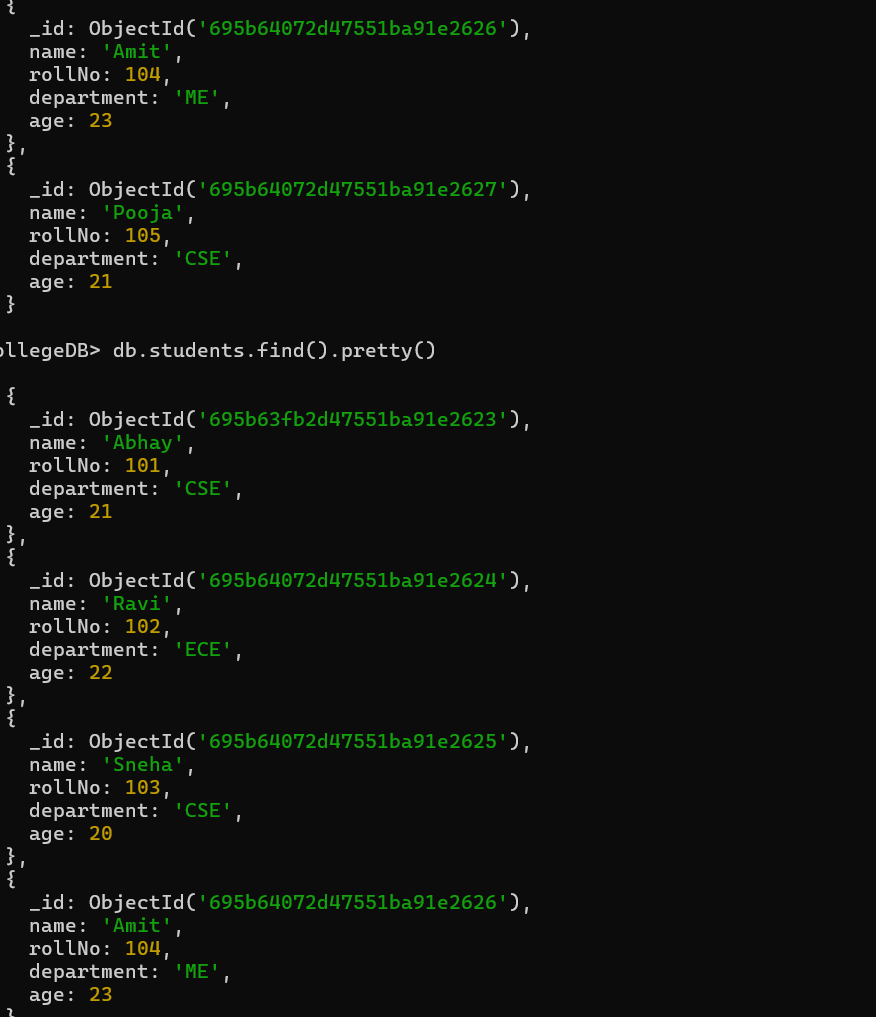 {
_id: ObjectId('695b64072d47551ba91e2626'),
name: 'Amit',
rollNo: 104,
department: 'ME',
age: 23
},
{
_id: ObjectId('695b64072d47551ba91e2627'),
name: 'Pooja',
rollNo: 105,
department: 'CSE',
age: 21
}
ollegeDB> db.students.find().pretty()
{
_id: ObjectId('695b63fb2d47551ba91e2623'),
name: 'Abhay',
rollNo: 101,
department: 'CSE',
age: 21
},
{
_id: ObjectId('695b64072d47551ba91e2624'),
name: 'Ravi',
rollNo: 102,
department: 'ECE',
age: 22
},
{
_id: ObjectId('695b64072d47551ba91e2625'),
name: 'Sneha',
rollNo: 103,
department: 'CSE',
age: 20
},
{
_id: ObjectId('695b64072d47551ba91e2626'),
name: 'Amit',
rollNo: 104,
department: 'ME',
age: 23
}